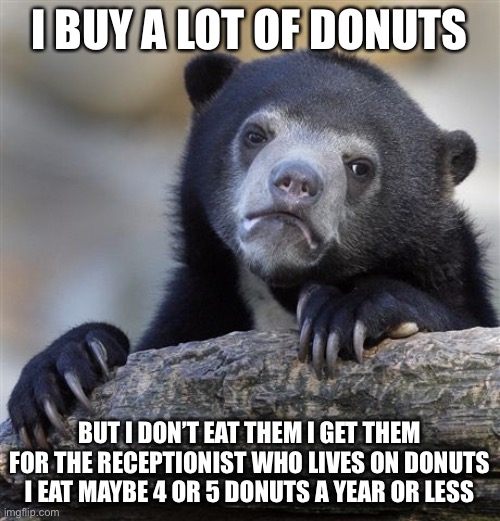 I BUY A LOT OF DONUTS
BUT I DON'T EAT THEM I GET THEM
FOR THE RECEPTIONIST WHO LIVES ON DONUTS
I EAT MAYBE 4 OR 5 DONUTS A YEAR OR LESS
imgflip.com